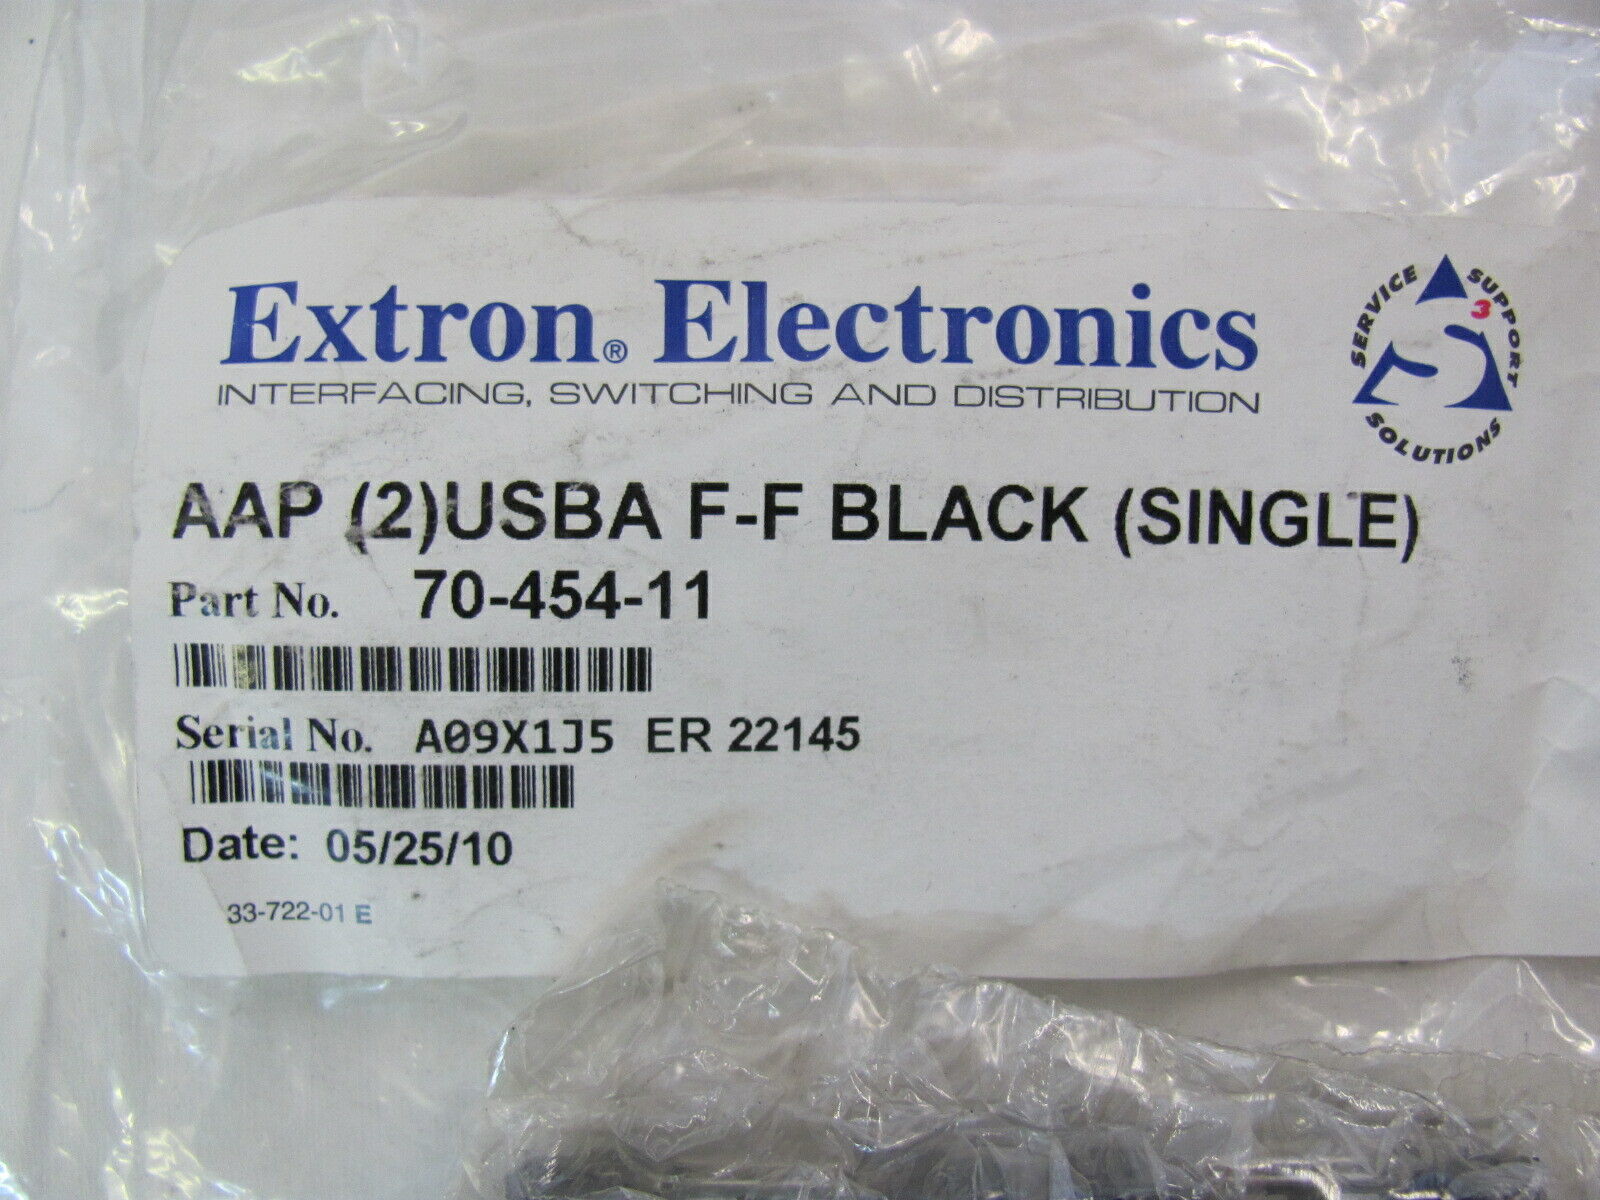 Extron® Electronics
INTERFACING, SWITCHING AND DISTRIBUTION
SERVICE SUPPORT SOLUTIONS
S3
AAP (2)USBA F-F BLACK (SINGLE)
Part No. 70-454-11
Serial No. A09X1J5 ER 22145
Date: 05/25/10
33-722-01 E